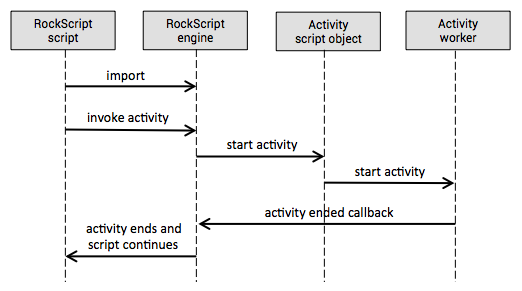 RockScript
script
RockScript
engine
Activity
script object
Activity
worker
import
invoke activity
start activity
start activity
activity ended callback
activity ends and
script continues